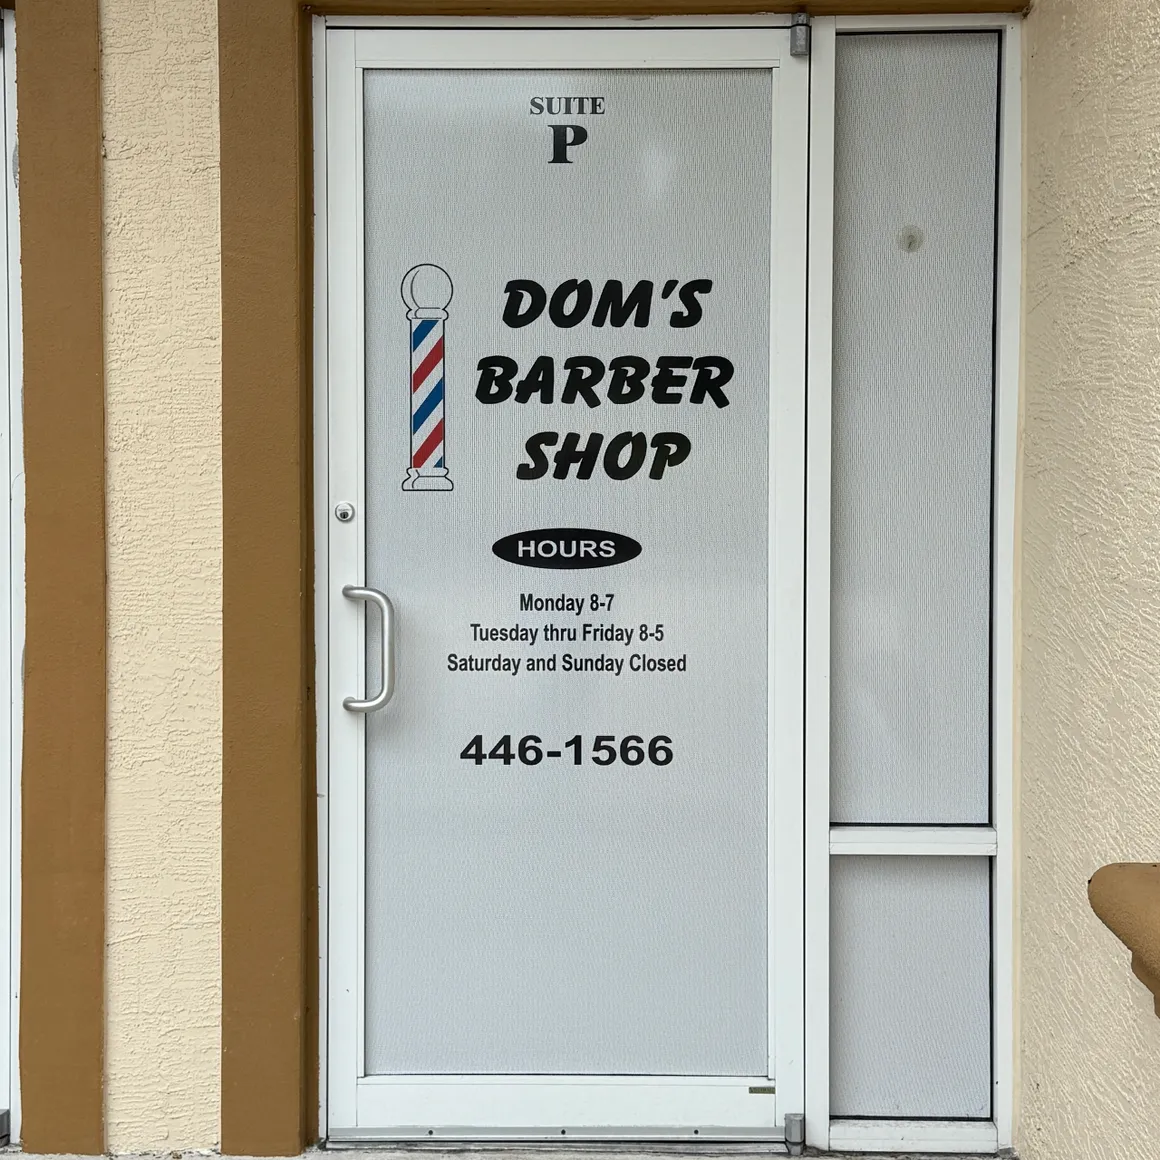 SUITE
P
DOM'S
BARBER
SHOP
HOURS
Monday 8-7
Tuesday thru Friday 8-5
Saturday and Sunday Closed
446-1566